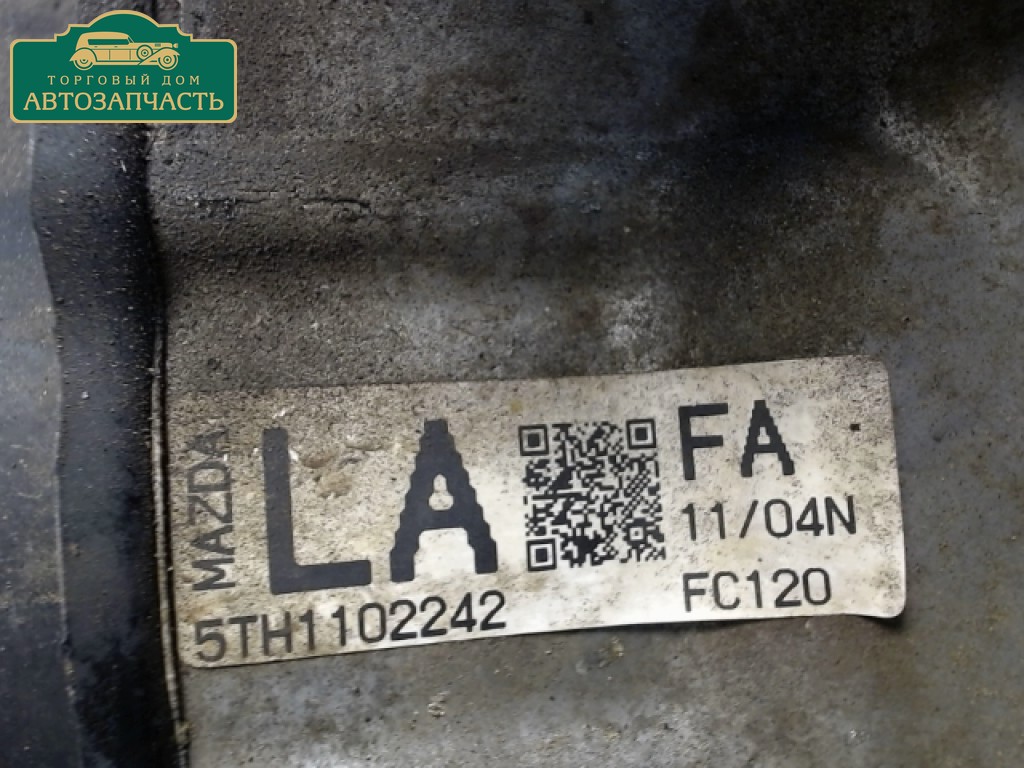 ТОРГОВЫЙ ДОМ
АВТОЗАПЧАСТЬ
MAZDA
LA
FA
11/04N
5TH1102242
FC120